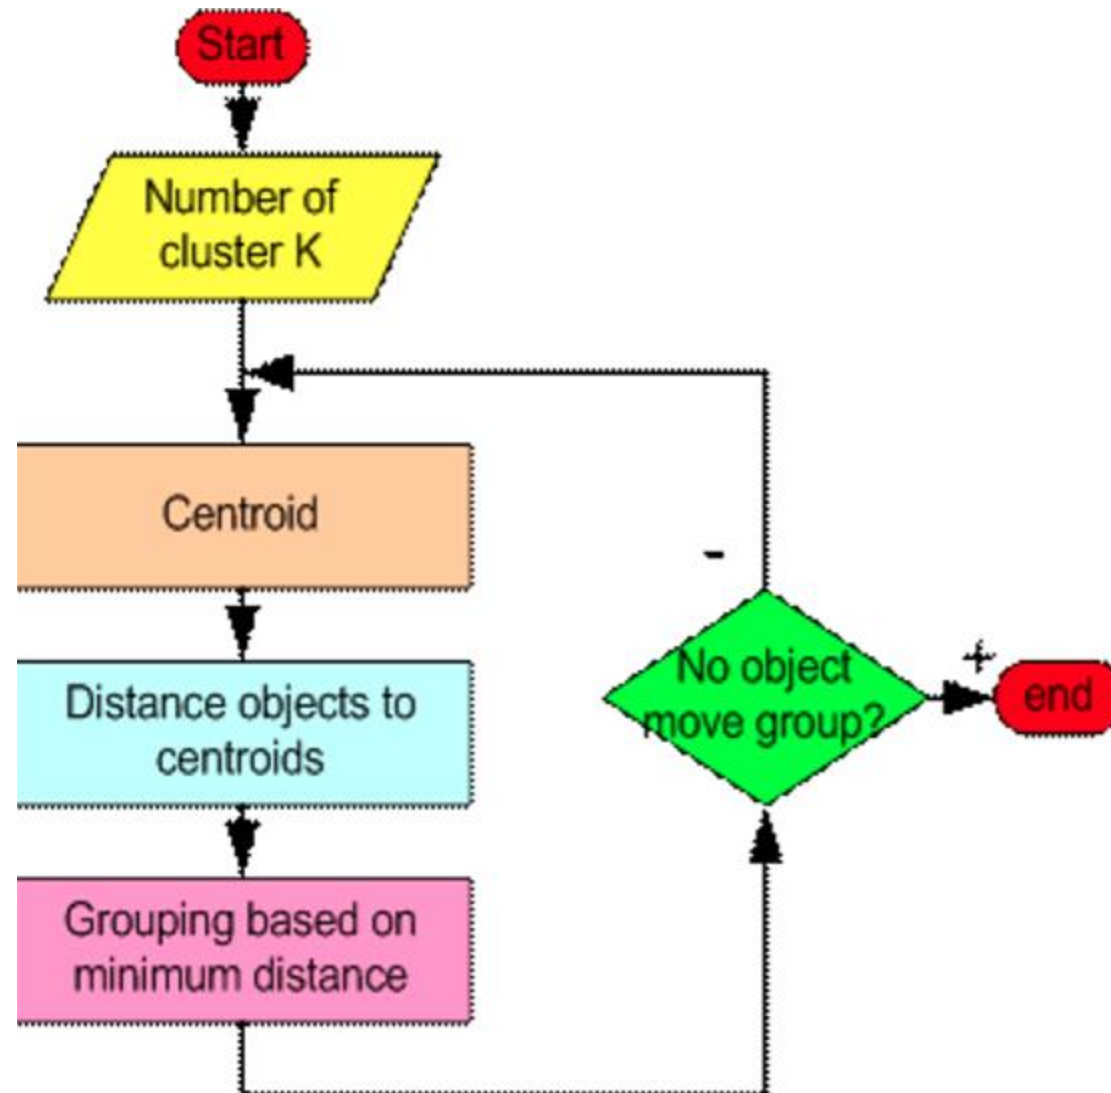 Start
Number of
cluster K
Centroid
Distance objects to
centroids
Grouping based on
minimum distance
-
No object
move group?
+
end